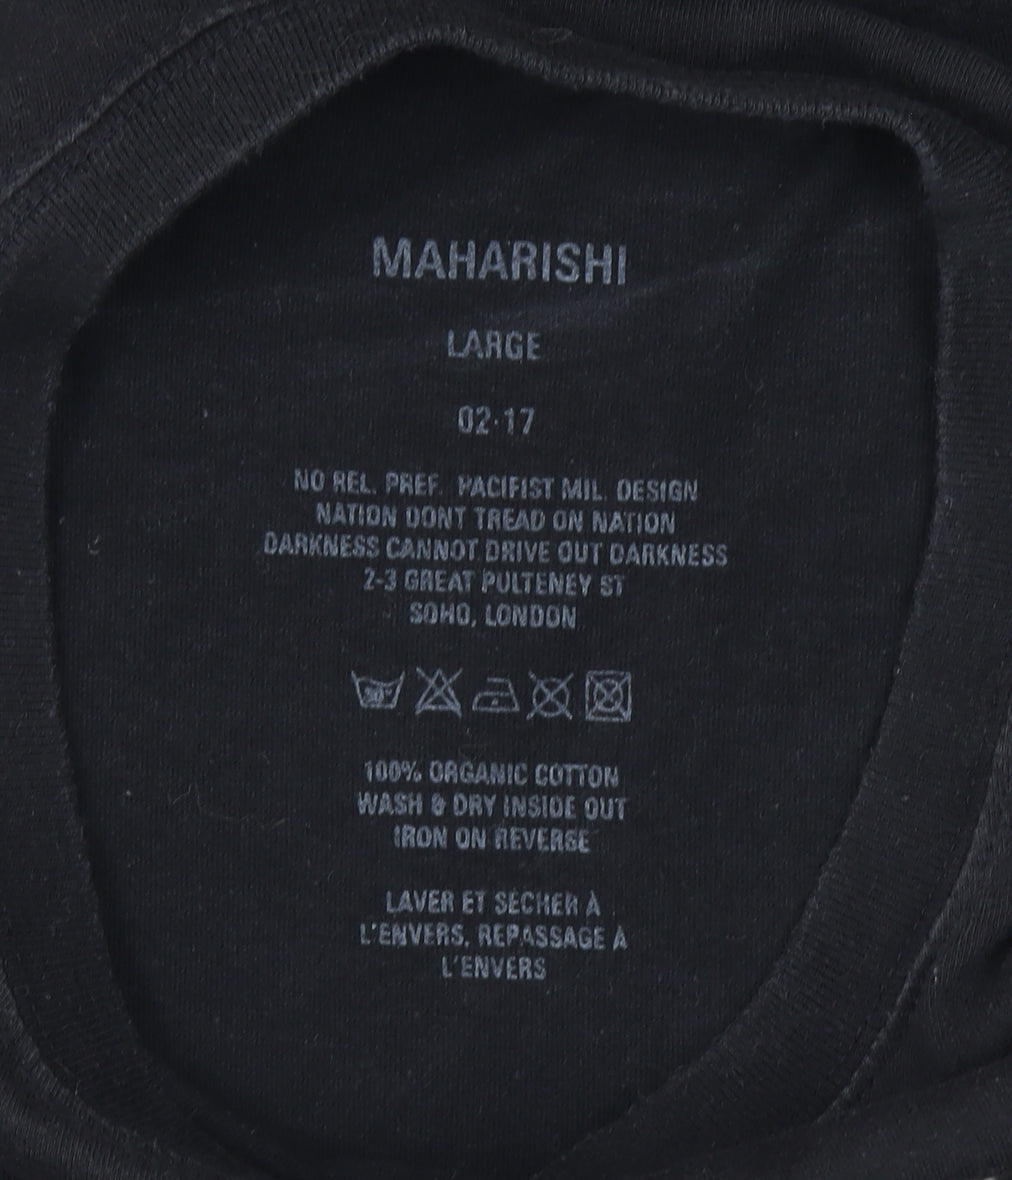 MAHARISHI
LARGE
02·17
NO REL. PREF. PACIFIST MIL. DESIGN
NATION DONT TREAD ON NATION
DARKNESS CANNOT DRIVE OUT DARKNESS
2-3 GREAT PULTENEY ST
SOHO, LONDON
30°
100% ORGANIC COTTON
WASH & DRY INSIDE OUT
IRON ON REVERSE
LAVER ET SÉCHER À
L'ENVERS. REPASSAGE À
L'ENVERS